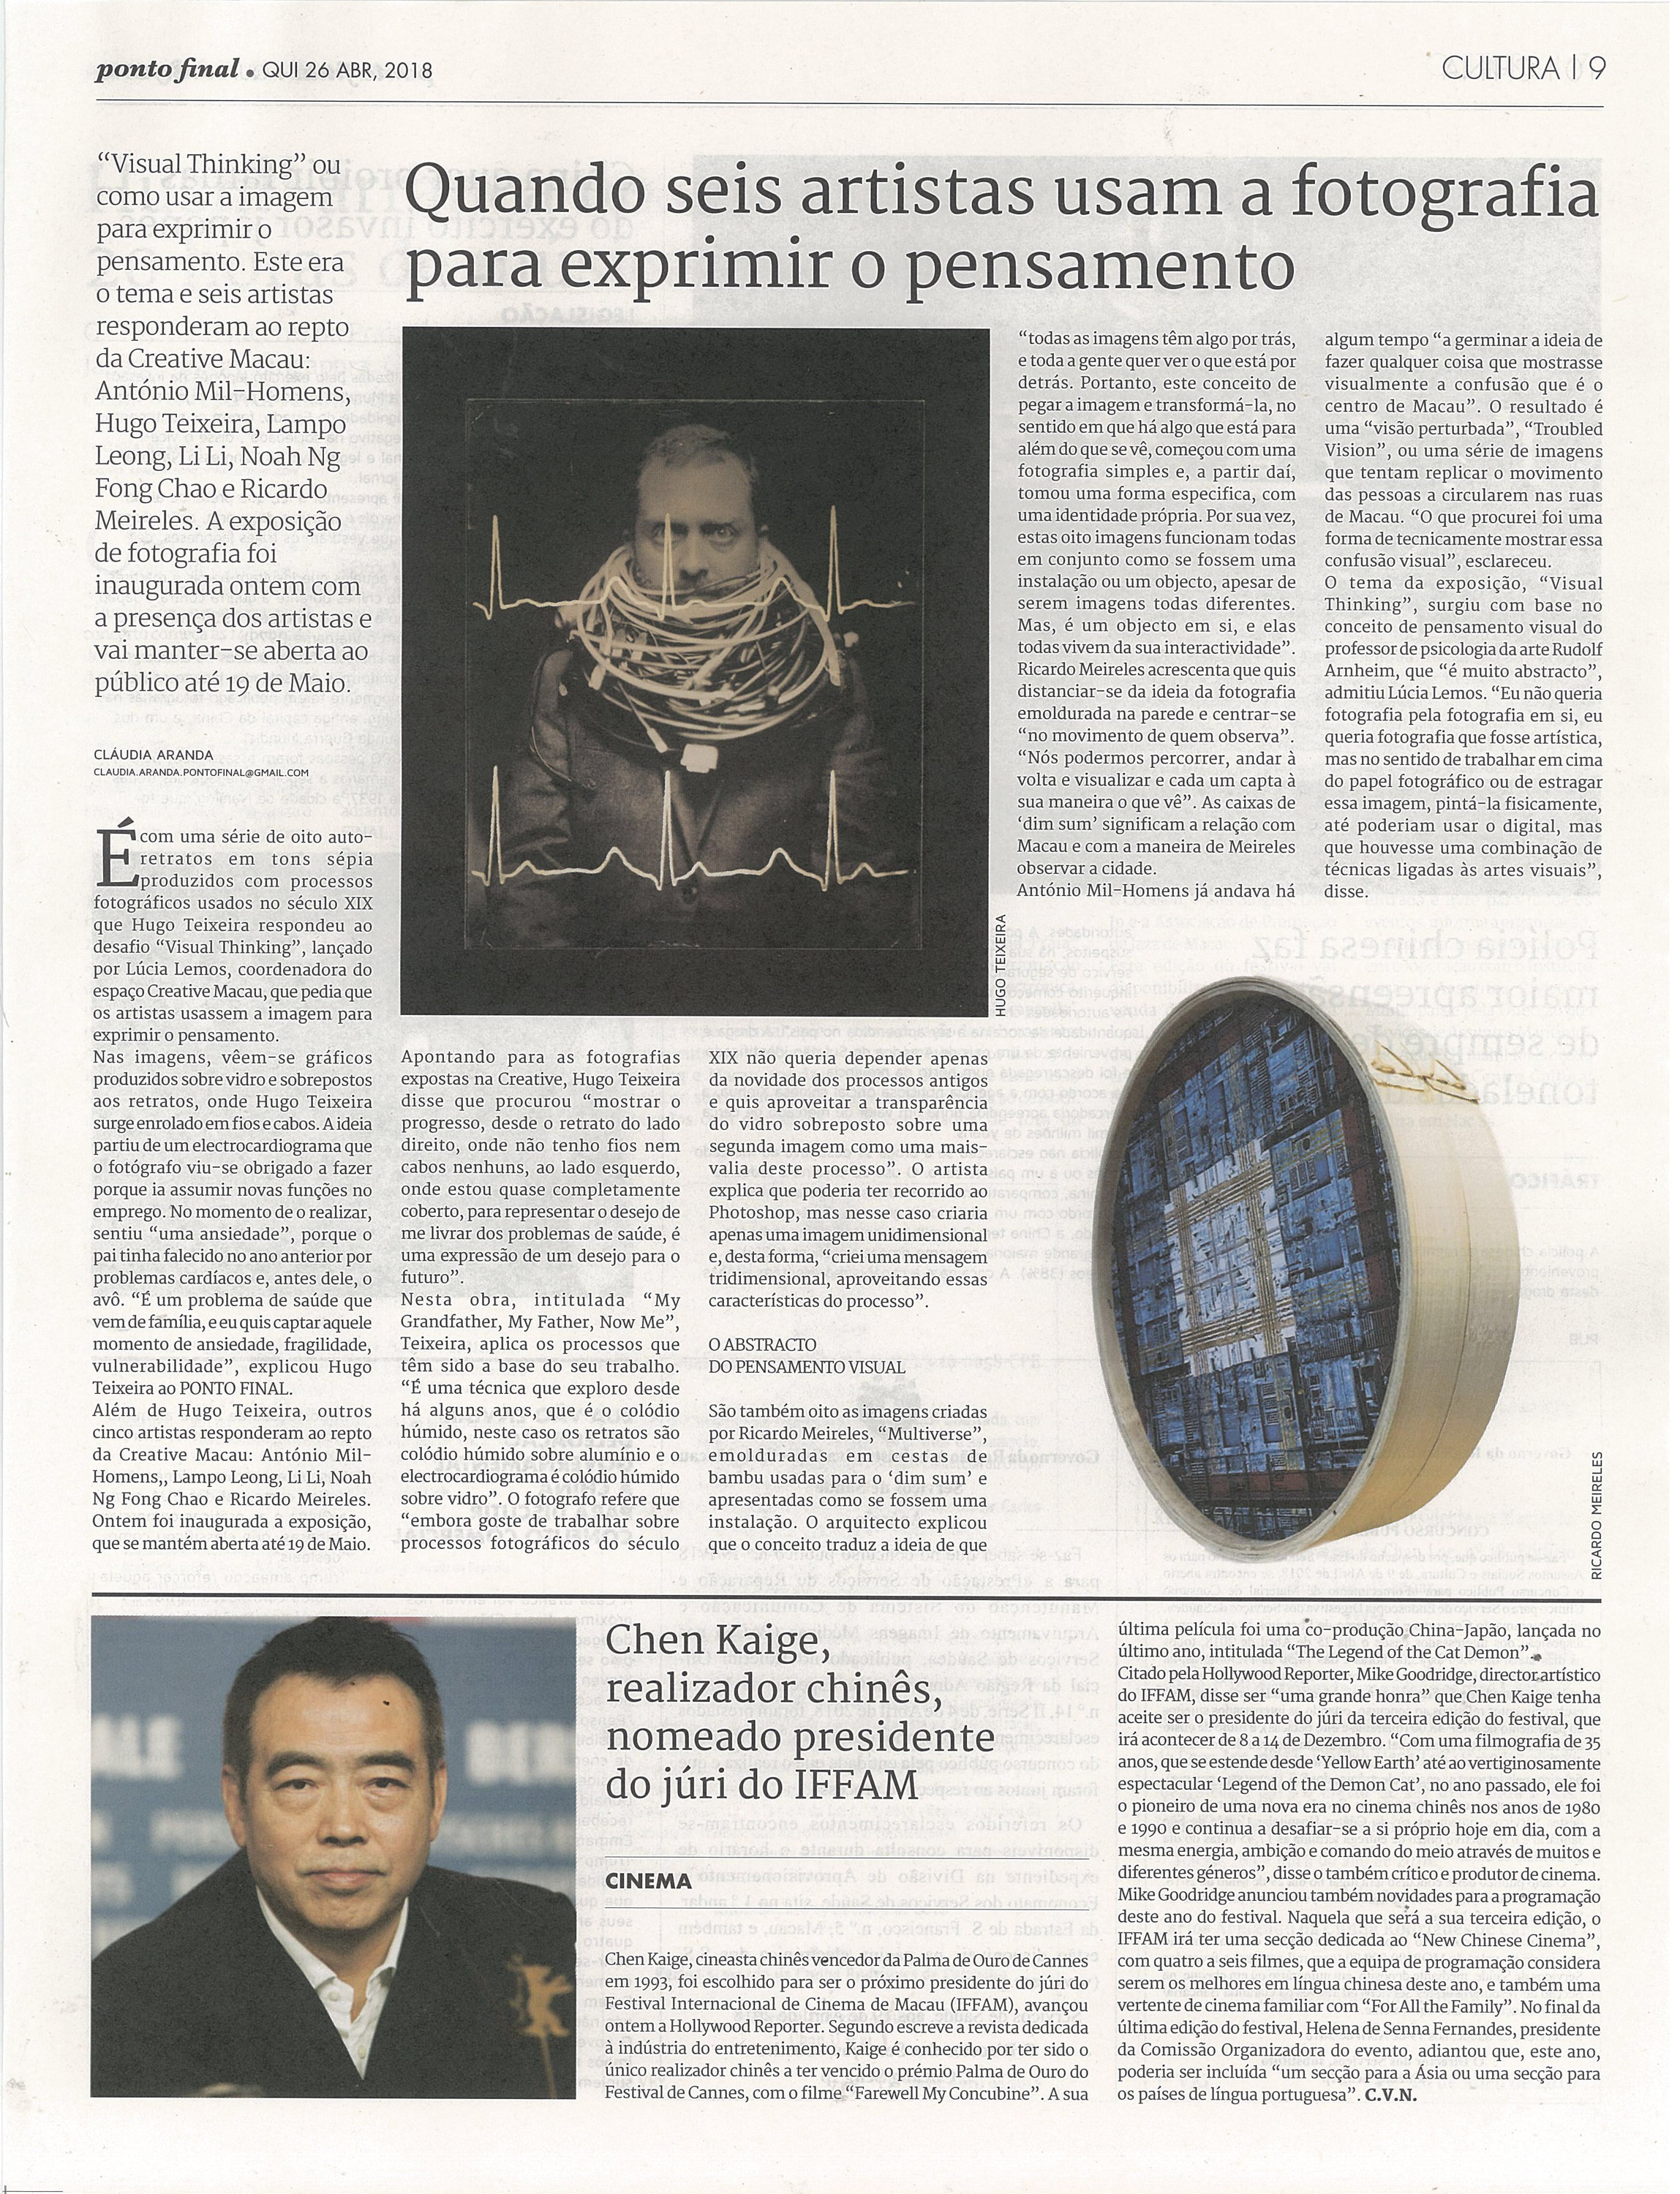 ponto final • QUI 26 ABR, 2018
CULTURA | 9
“Visual Thinking” ou
como usar a imagem
para exprimir o
pensamento. Este era
o tema e seis artistas
responderam ao repto
da Creative Macau:
António Mil-Homens,
Hugo Teixeira, Lampo
Leong, Li Li, Noah Ng
Fong Chao e Ricardo
Meireles. A exposição
de fotografia foi
inaugurada ontem com
a presença dos artistas e
vai manter-se aberta ao
público até 19 de Maio.
CLÁUDIA ARANDA
CLAUDIA.ARANDA.PONTOFINAL@GMAIL.COM
Quando seis artistas usam a fotografia
para exprimir o pensamento
É com uma série de oito auto-
retratos em tons sépia
produzidos com processos
fotográficos usados no século XIX
que Hugo Teixeira respondeu ao
desafio “Visual Thinking”, lançado
por Lúcia Lemos, coordenadora do
espaço Creative Macau, que pedia que
os artistas usassem a imagem para
exprimir o pensamento.
Nas imagens, vêem-se gráficos
produzidos sobre vidro e sobrepostos
aos retratos, onde Hugo Teixeira
surge enrolado em fios e cabos. A ideia
partiu de um electrocardiograma que
o fotógrafo viu-se obrigado a fazer
porque ia assumir novas funções no
emprego. No momento de o realizar,
sentiu “uma ansiedade”, porque o
pai tinha falecido no ano anterior por
problemas cardíacos e, antes dele, o
avô. “É um problema de saúde que
vem de família, e eu quis captar aquele
momento de ansiedade, fragilidade,
vulnerabilidade”, explicou Hugo
Teixeira ao PONTO FINAL.
Além de Hugo Teixeira, outros
cinco artistas responderam ao repto
da Creative Macau: António Mil-
Homens,, Lampo Leong, Li Li, Noah
Ng Fong Chao e Ricardo Meireles.
Ontem foi inaugurada a exposição,
que se mantém aberta até 19 de Maio.
HUGO TEIXEIRA
Apontando para as fotografias
expostas na Creative, Hugo Teixeira
disse que procurou “mostrar o
progresso, desde o retrato do lado
direito, onde não tenho fios nem
cabos nenhuns, ao lado esquerdo,
onde estou quase completamente
coberto, para representar o desejo de
me livrar dos problemas de saúde, é
uma expressão de um desejo para o
futuro”.
Nesta obra, intitulada “My
Grandfather, My Father, Now Me”,
Teixeira, aplica os processos que
têm sido a base do seu trabalho.
“É uma técnica que exploro desde
há alguns anos, que é o colódio
húmido, neste caso os retratos são
colódio húmido sobre alumínio e o
electrocardiograma é colódio húmido
sobre vidro”. O fotografo refere que
“embora goste de trabalhar sobre
processos fotográficos do século
XIX não queria depender apenas
da novidade dos processos antigos
e quis aproveitar a transparência
do vidro sobreposto sobre uma
segunda imagem como uma mais-
valia deste processo”. O artista
explica que poderia ter recorrido ao
Photoshop, mas nesse caso criaria
apenas uma imagem unidimensional
e, desta forma, “criei uma mensagem
tridimensional, aproveitando essas
características do processo”.
O ABSTRACTO
DO PENSAMENTO VISUAL
São também oito as imagens criadas
por Ricardo Meireles, “Multiverse”,
emolduradas em cestas de
bambu usadas para o ‘dim sum’ e
apresentadas como se fossem uma
instalação. O arquitecto explicou
que o conceito traduz a ideia de que
“todas as imagens têm algo por trás,
e toda a gente quer ver o que está por
detrás. Portanto, este conceito de
pegar a imagem e transformá-la, no
sentido em que há algo que está para
além do que se vê, começou com uma
fotografia simples e, a partir daí,
tomou uma forma especifica, com
uma identidade própria. Por sua vez,
estas oito imagens funcionam todas
em conjunto como se fossem uma
instalação ou um objecto, apesar de
serem imagens todas diferentes.
Mas, é um objecto em si, e elas
todas vivem da sua interactividade”.
Ricardo Meireles acrescenta que quis
distanciar-se da ideia da fotografia
emoldurada na parede e centrar-se
“no movimento de quem observa”.
“Nós podermos percorrer, andar à
volta e visualizar e cada um capta à
sua maneira o que vê”. As caixas de
‘dim sum’ significam a relação com
Macau e com a maneira de Meireles
observar a cidade.
António Mil-Homens já andava há
algum tempo “a germinar a ideia de
fazer qualquer coisa que mostrasse
visualmente a confusão que é o
centro de Macau”. O resultado é
uma “visão perturbada”, “Troubled
Vision”, ou uma série de imagens
que tentam replicar o movimento
das pessoas a circularem nas ruas
de Macau. “O que procurei foi uma
forma de tecnicamente mostrar essa
confusão visual”, esclareceu.
O tema da exposição, “Visual
Thinking”, surgiu com base no
conceito de pensamento visual do
professor de psicologia da arte Rudolf
Arnheim, que “é muito abstracto”,
admitiu Lúcia Lemos. “Eu não queria
fotografia pela fotografia em si, eu
queria fotografia que fosse artística,
mas no sentido de trabalhar em cima
do papel fotográfico ou de estragar
essa imagem, pintá-la fisicamente,
até poderiam usar o digital, mas
que houvesse uma combinação de
técnicas ligadas às artes visuais”,
disse.
RICARDO MEIRELES
Chen Kaige,
realizador chinês,
nomeado presidente
do júri do IFFAM
CINEMA
Chen Kaige, cineasta chinês vencedor da Palma de Ouro de Cannes
em 1993, foi escolhido para ser o próximo presidente do júri do
Festival Internacional de Cinema de Macau (IFFAM), avançou
ontem a Hollywood Reporter. Segundo escreve a revista dedicada
à indústria do entretenimento, Kaige é conhecido por ter sido o
único realizador chinês a ter vencido o prémio Palma de Ouro do
Festival de Cannes, com o filme “Farewell My Concubine”. A sua
última película foi uma co-produção China-Japão, lançada no
último ano, intitulada “The Legend of the Cat Demon”.
Citado pela Hollywood Reporter, Mike Goodridge, director artístico
do IFFAM, disse ser “uma grande honra” que Chen Kaige tenha
aceite ser o presidente do júri da terceira edição do festival, que
irá acontecer de 8 a 14 de Dezembro. “Com uma filmografia de 35
anos, que se estende desde ‘Yellow Earth’ até ao vertiginosamente
espectacular ‘Legend of the Demon Cat’, no ano passado, ele foi
o pioneiro de uma nova era no cinema chinês nos anos de 1980
e 1990 e continua a desafiar-se a si próprio hoje em dia, com a
mesma energia, ambição e comando do meio através de muitos e
diferentes géneros”, disse o também crítico e produtor de cinema.
Mike Goodridge anunciou também novidades para a programação
deste ano do festival. Naquela que será a sua terceira edição, o
IFFAM irá ter uma secção dedicada ao “New Chinese Cinema”,
com quatro a seis filmes, que a equipa de programação considera
serem os melhores em língua chinesa deste ano, e também uma
vertente de cinema familiar com “For All the Family”. No final da
última edição do festival, Helena de Senna Fernandes, presidente
da Comissão Organizadora do evento, adiantou que, este ano,
poderia ser incluída “um secção para a Ásia ou uma secção para
os países de língua portuguesa”. C.V.N.